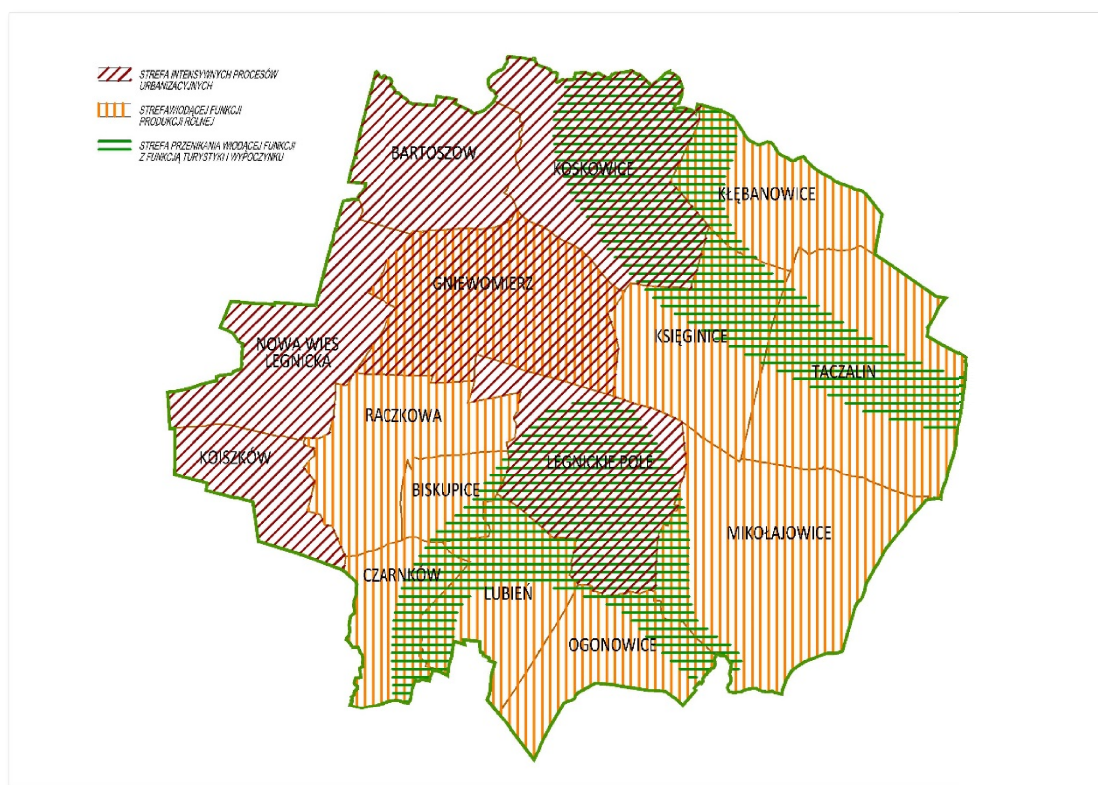 STREFA INTENSYWNYCH PROCESÓW
URBANIZACYJNYCH
STREFA WIODĄCEJ FUNKCJI
PRODUKCJI ROLNEJ
STREFA PRZENIKANIA WIODĄCEJ FUNKCJI
Z FUNKCJĄ TURYSTYKI I WYPOCZYNKU
BARTOSZÓW
KOSKOWICE
KŁĘBANOWICE
GNIEWOMIERZ
KSIĘGINICE
NOWA WIEŚ
LEGNICKA
TACZALIN
RACZKOWA
KOISZKÓW
LEGNICKIE POLE
BISKUPICE
MIKOŁAJOWICE
CZARNKÓW
LUBIEŃ
OGONOWICE